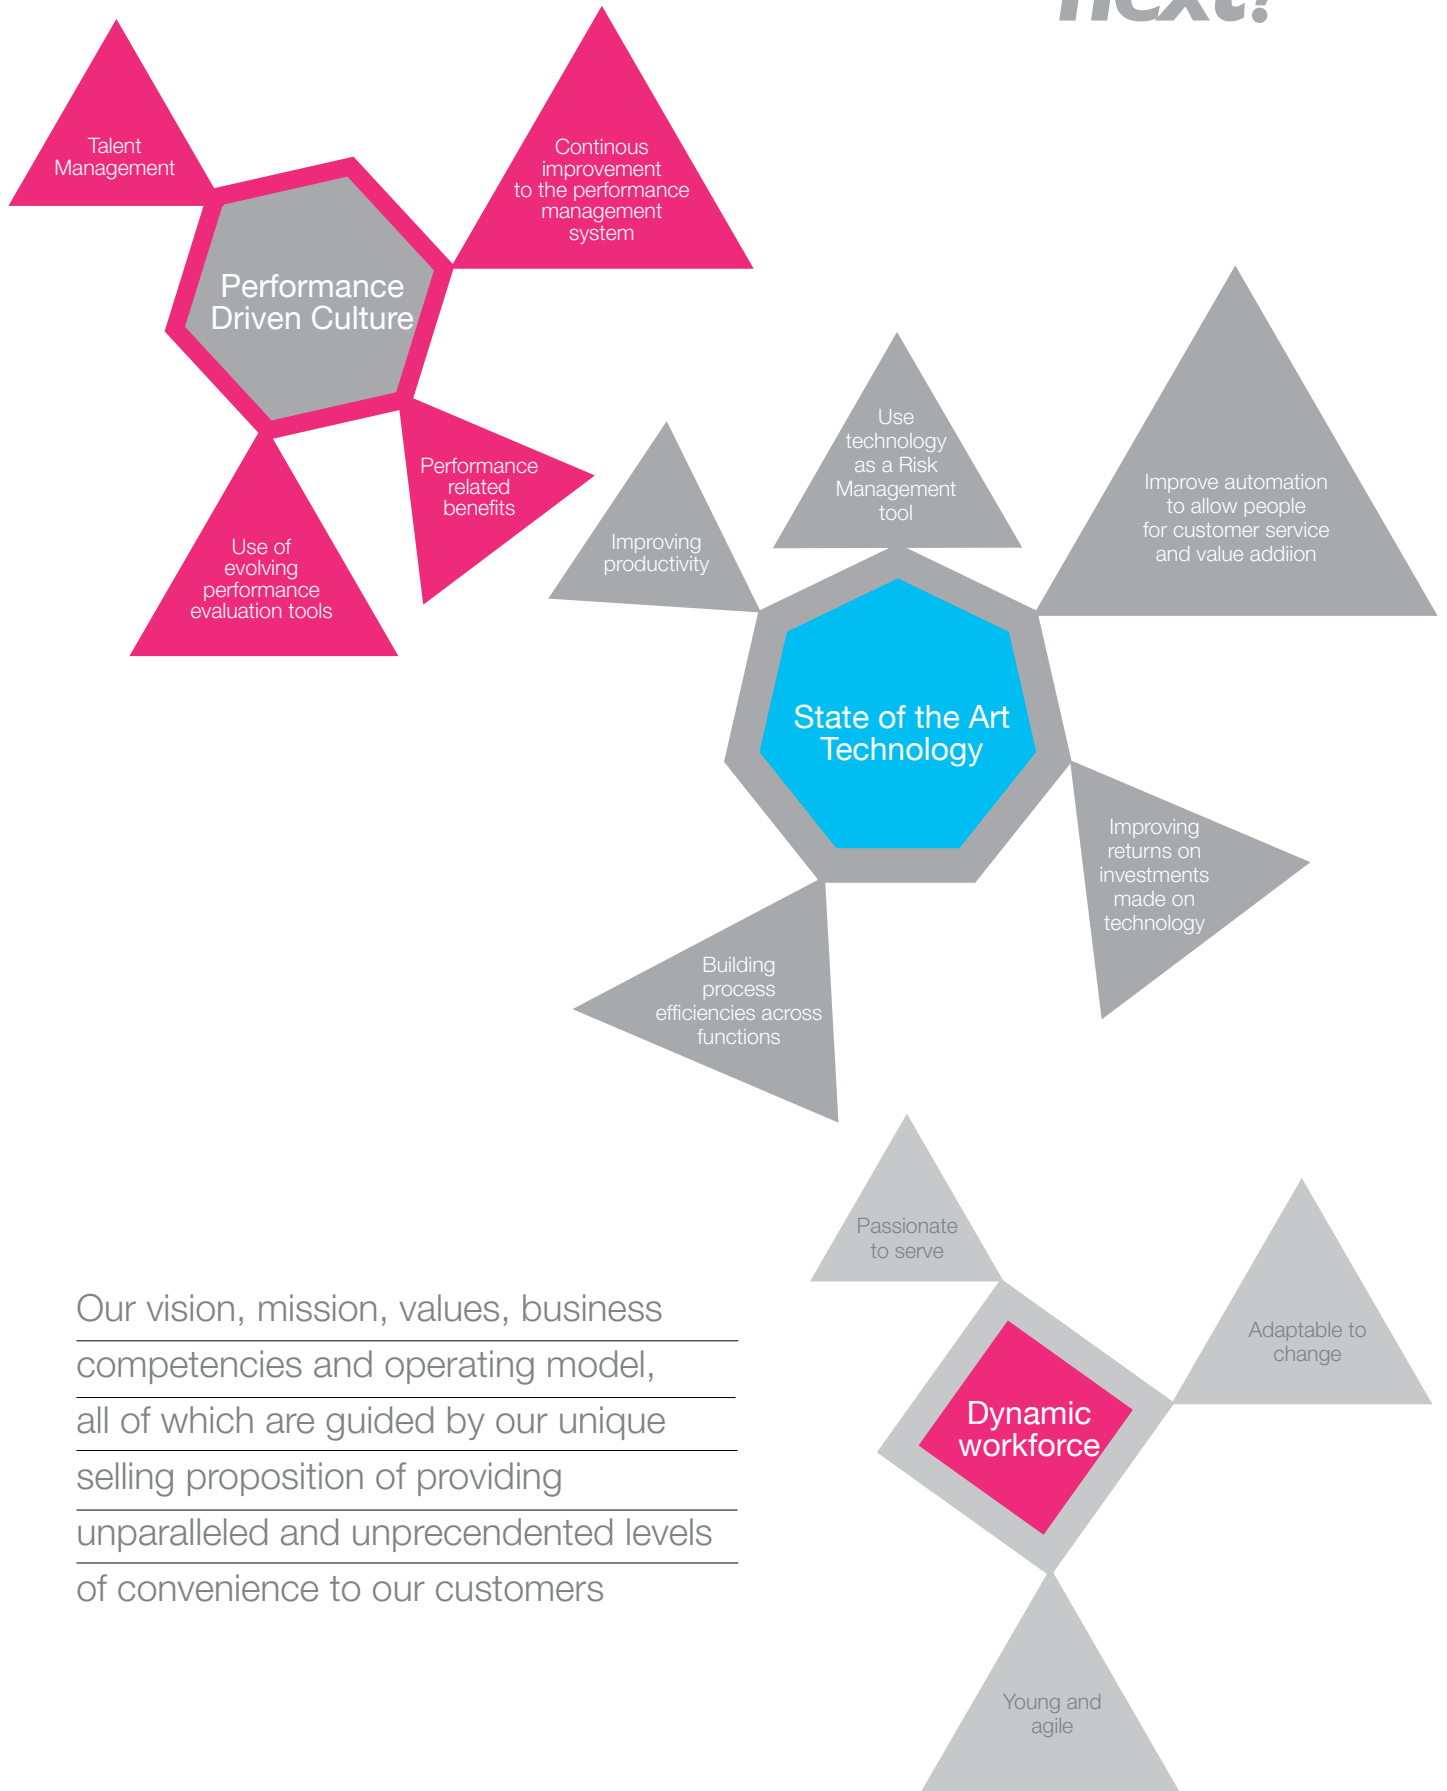 next?
Talent
Management
Continous
improvement
to the performance
management
system
Performance
Driven Culture
Performance
related
benefits
Use of
evolving
performance
evaluation tools
Use
technology
as a Risk
Management
tool
Improve automation
to allow people
for customer service
and value addiion
Improving
productivity
State of the Art
Technology
Improving
returns on
investments
made on
technology
Building
process
efficiencies across
functions
Passionate
to serve
Adaptable to
change
Dynamic
workforce
Young and
agile
Our vision, mission, values, business
competencies and operating model,
all of which are guided by our unique
selling proposition of providing
unparalleled and unprecendented levels
of convenience to our customers